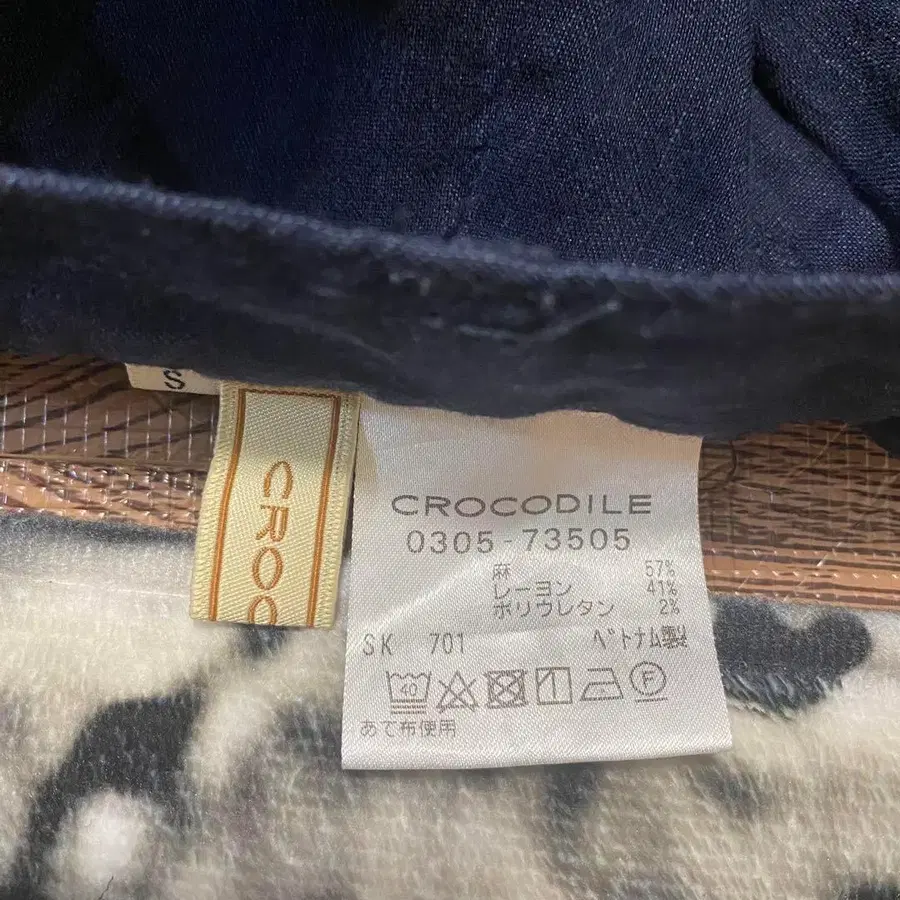 S
CROC
CROCODILE
0305-73505
麻 57%
レーヨン 41%
ポリウレタン 2%
SK 701 ベトナム製
40 F
あて布使用